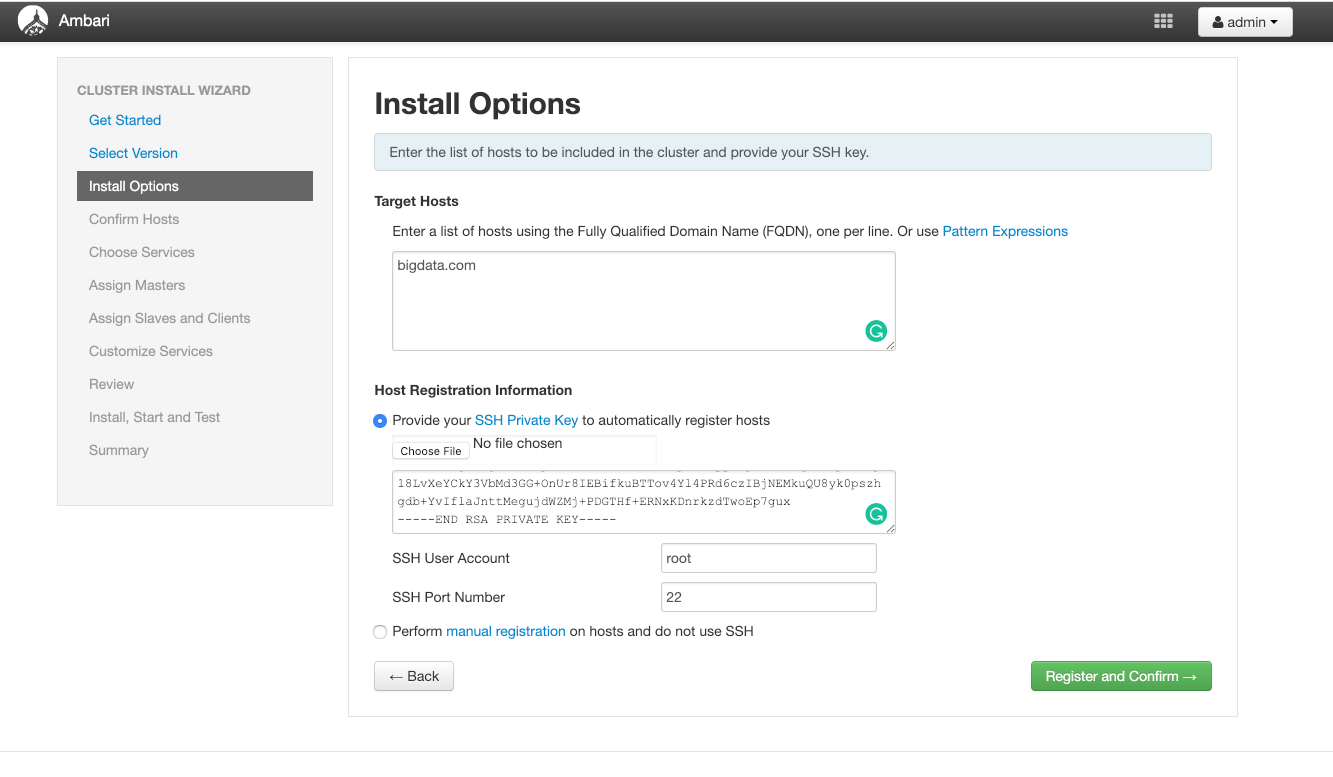 Ambari
admin
CLUSTER INSTALL WIZARD
Get Started
Select Version
Install Options
Confirm Hosts
Choose Services
Assign Masters
Assign Slaves and Clients
Customize Services
Review
Install, Start and Test
Summary
Install Options
Enter the list of hosts to be included in the cluster and provide your SSH key.
Target Hosts
Enter a list of hosts using the Fully Qualified Domain Name (FQDN), one per line. Or use Pattern Expressions
bigdata.com
Host Registration Information
Provide your SSH Private Key to automatically register hosts
Choose File No file chosen
l8LvXeYCkY3VbMd3GG+OnUr8IEBifkuBTTov4Yl4PRd6czIBjNEMkuQU8yk0pszh
gdb+YvIflaJnttMegujdWZMj+PDGTHf+ERNxKDnrkzdTwoEp7gux
-----END RSA PRIVATE KEY-----
SSH User Account root
SSH Port Number 22
Perform manual registration on hosts and do not use SSH
← Back
Register and Confirm →